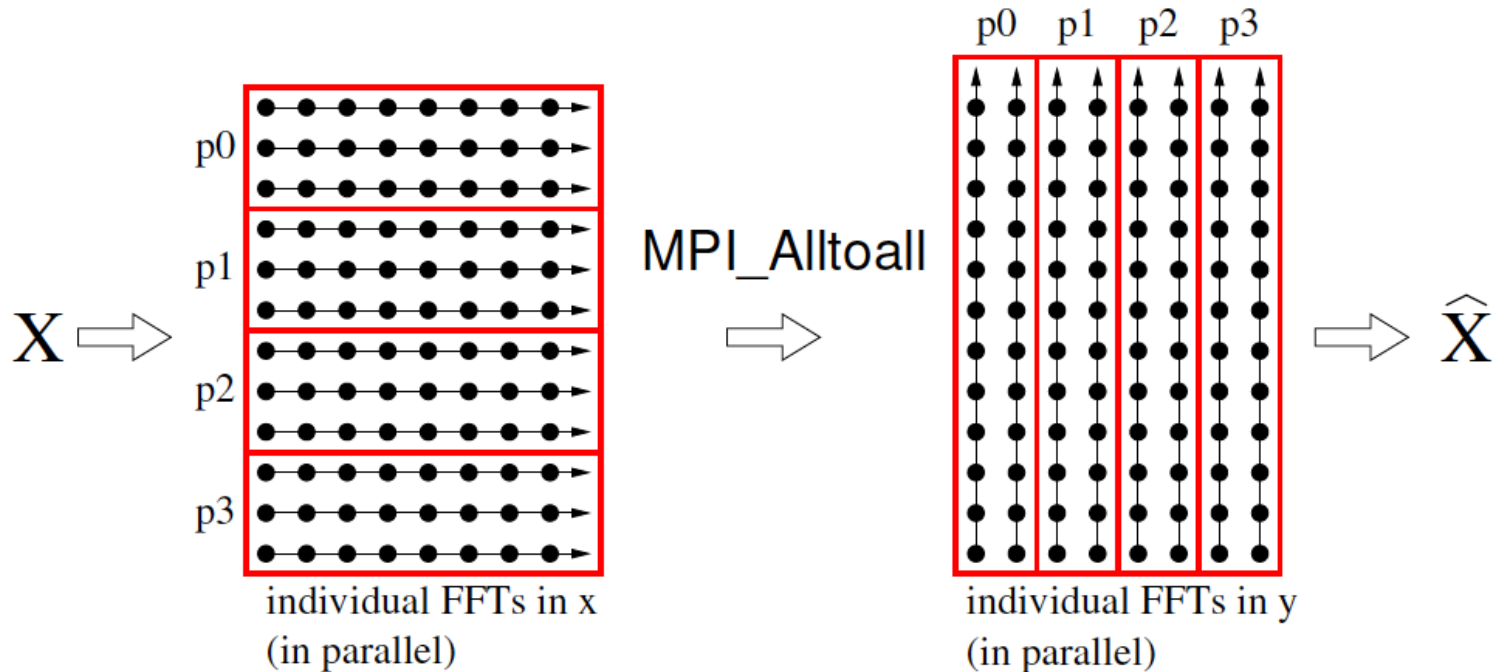 p0 p1 p2 p3
p0
p1
p2
p3
X
MPI_Alltoall
X̂
individual FFTs in x
(in parallel)
individual FFTs in y
(in parallel)